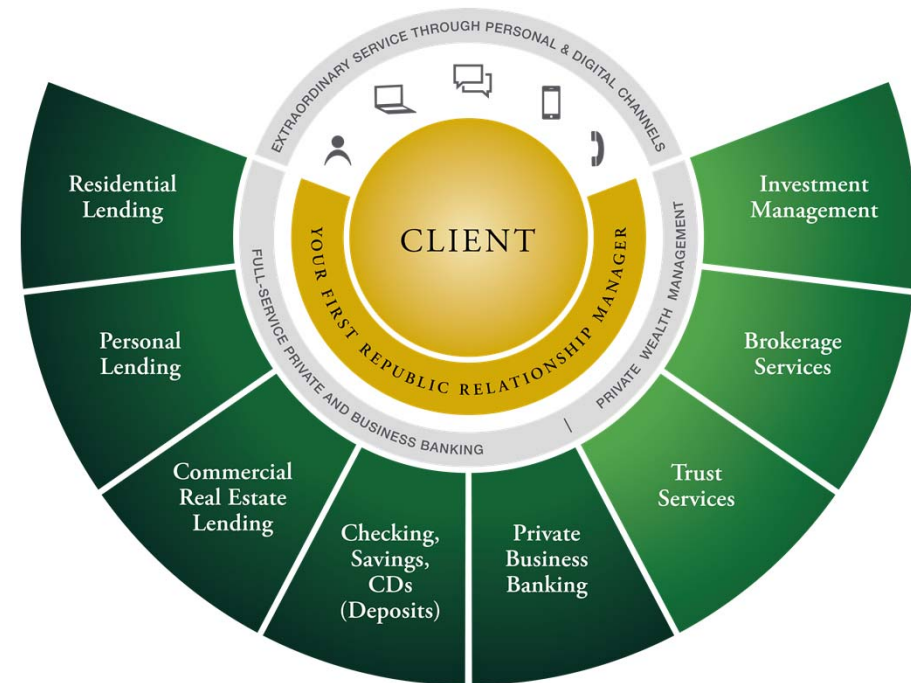 EXTRAORDINARY SERVICE THROUGH PERSONAL & DIGITAL CHANNELS
CLIENT
YOUR FIRST REPUBLIC RELATIONSHIP MANAGER
FULL-SERVICE PRIVATE AND BUSINESS BANKING
|
PRIVATE WEALTH MANAGEMENT
Residential
Lending
Personal
Lending
Commercial
Real Estate
Lending
Checking,
Savings,
CDs
(Deposits)
Private
Business
Banking
Trust
Services
Brokerage
Services
Investment
Management